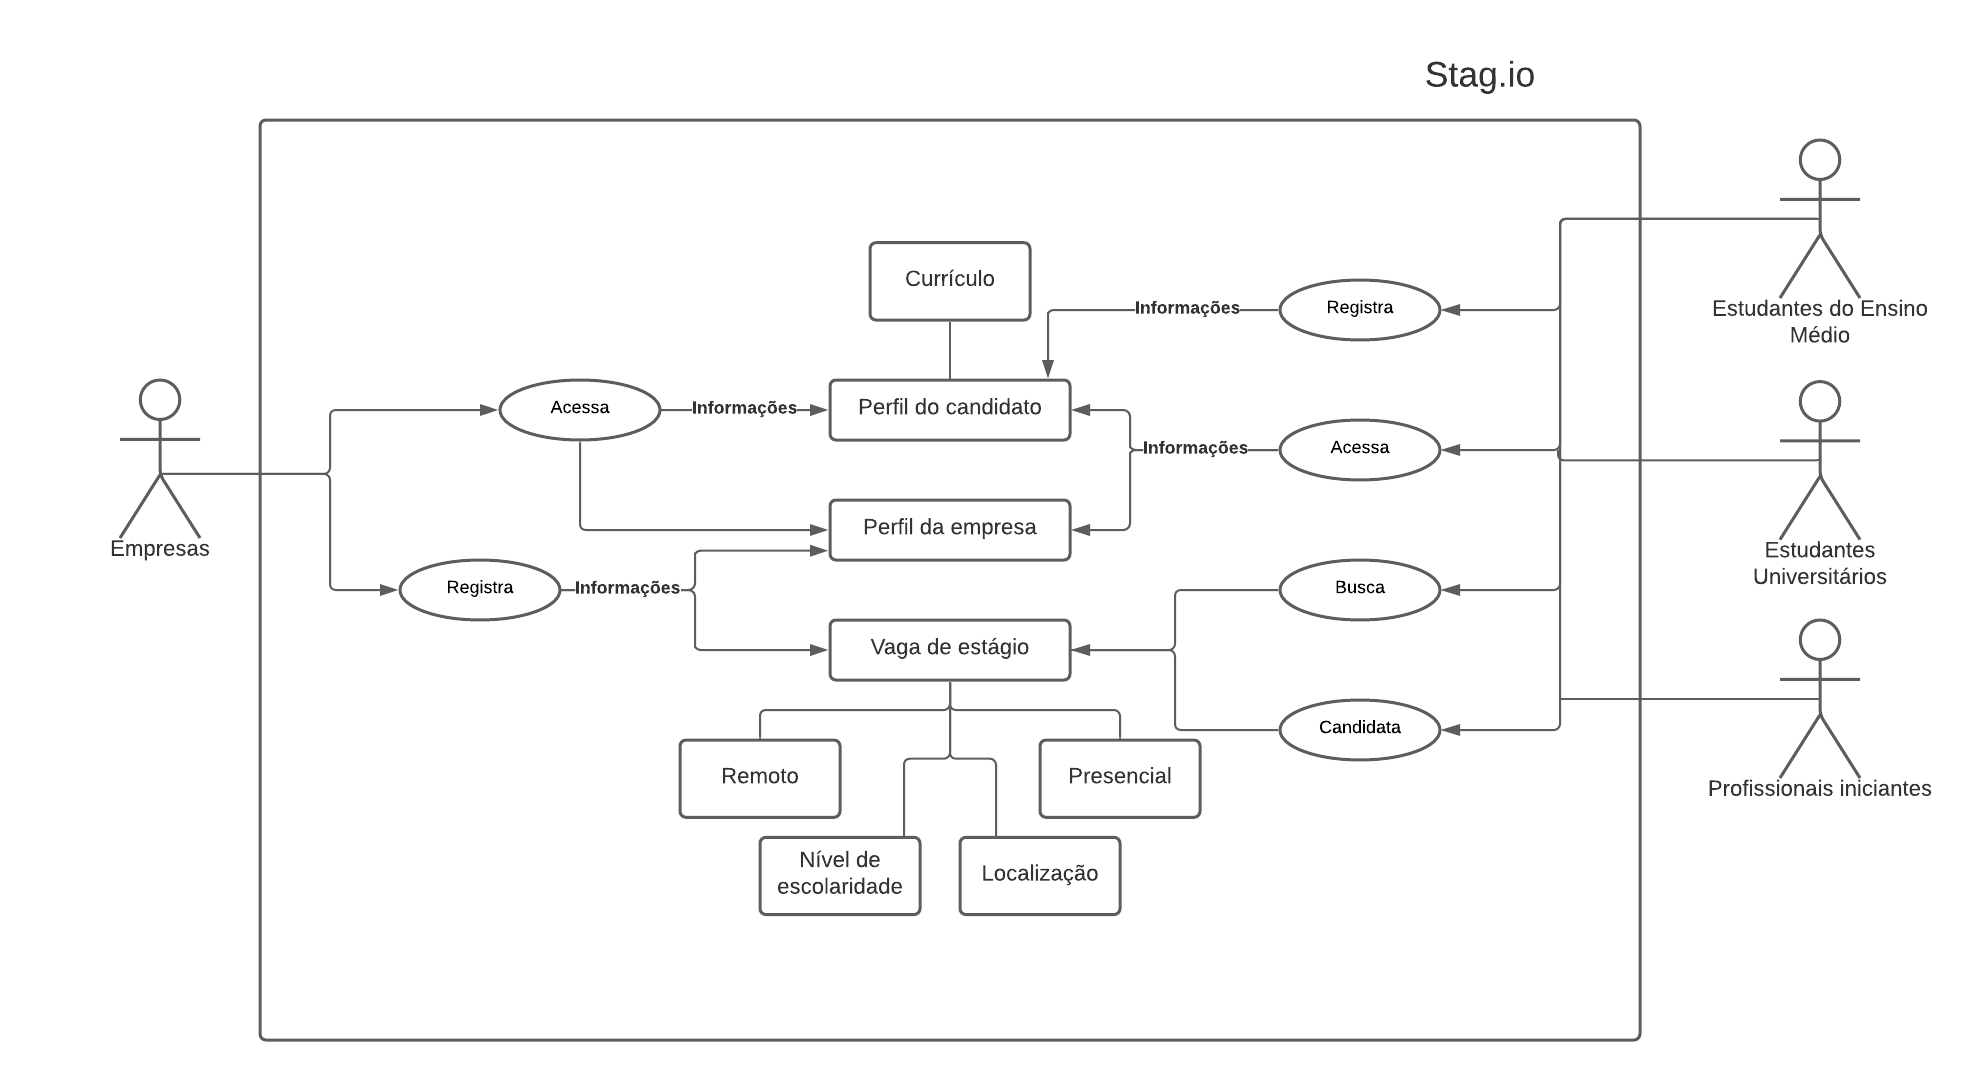 Stag.io
Currículo
Informações
Registra
Estudantes do Ensino
Médio
Acessa
Informações
Perfil do candidato
Informações
Acessa
Empresas
Perfil da empresa
Estudantes
Universitários
Registra
Informações
Busca
Vaga de estágio
Candidata
Remoto
Presencial
Profissionais iniciantes
Nível de
escolaridade
Localização